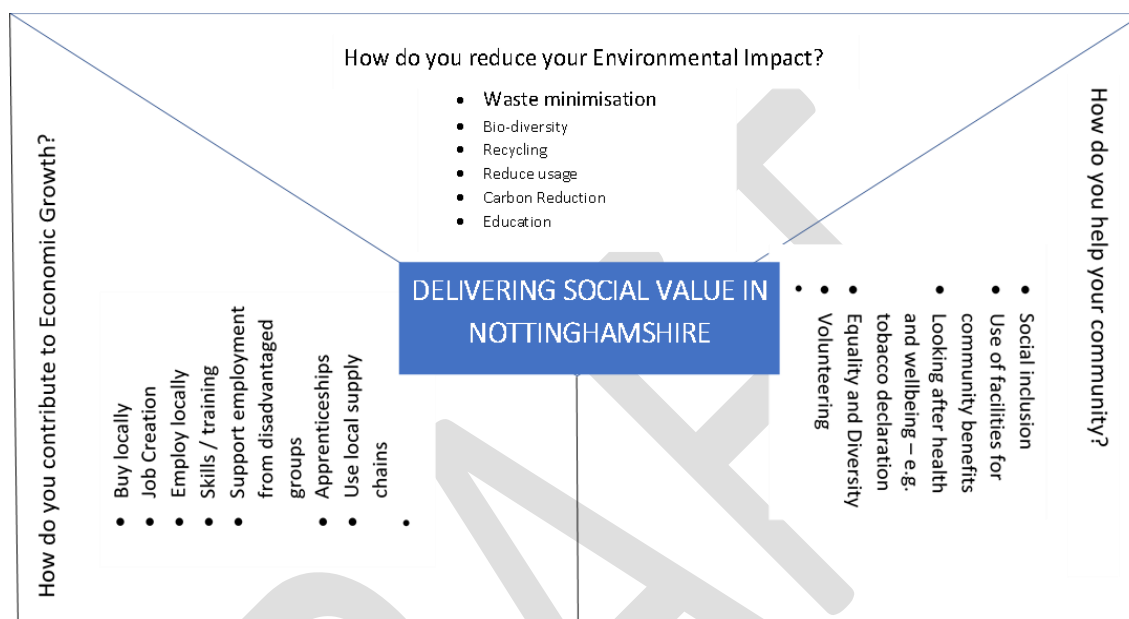 How do you reduce your Environmental Impact?
• Waste minimisation
• Bio-diversity
• Recycling
• Reduce usage
• Carbon Reduction
• Education
DELIVERING SOCIAL VALUE IN
NOTTINGHAMSHIRE
How do you contribute to Economic Growth?
• Buy locally
• Job Creation
• Employ locally
• Skills / training
• Support employment
from disadvantaged
groups
• Apprenticeships
• Use local supply
chains
•
How do you help your community?
• Social inclusion
• Use of facilities for
community benefits
• Looking after health
and wellbeing – e.g.
tobacco declaration
• Equality and Diversity
• Volunteering
•